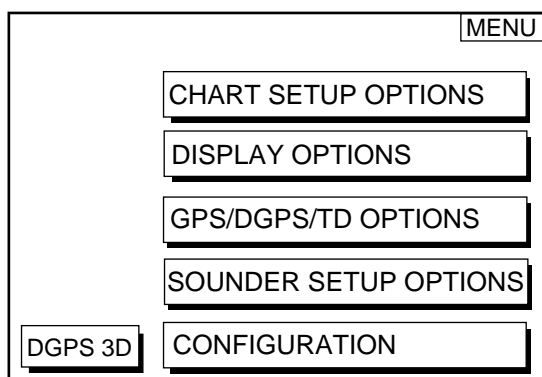 MENU
CHART SETUP OPTIONS
DISPLAY OPTIONS
GPS/DGPS/TD OPTIONS
SOUNDER SETUP OPTIONS
DGPS 3D CONFIGURATION